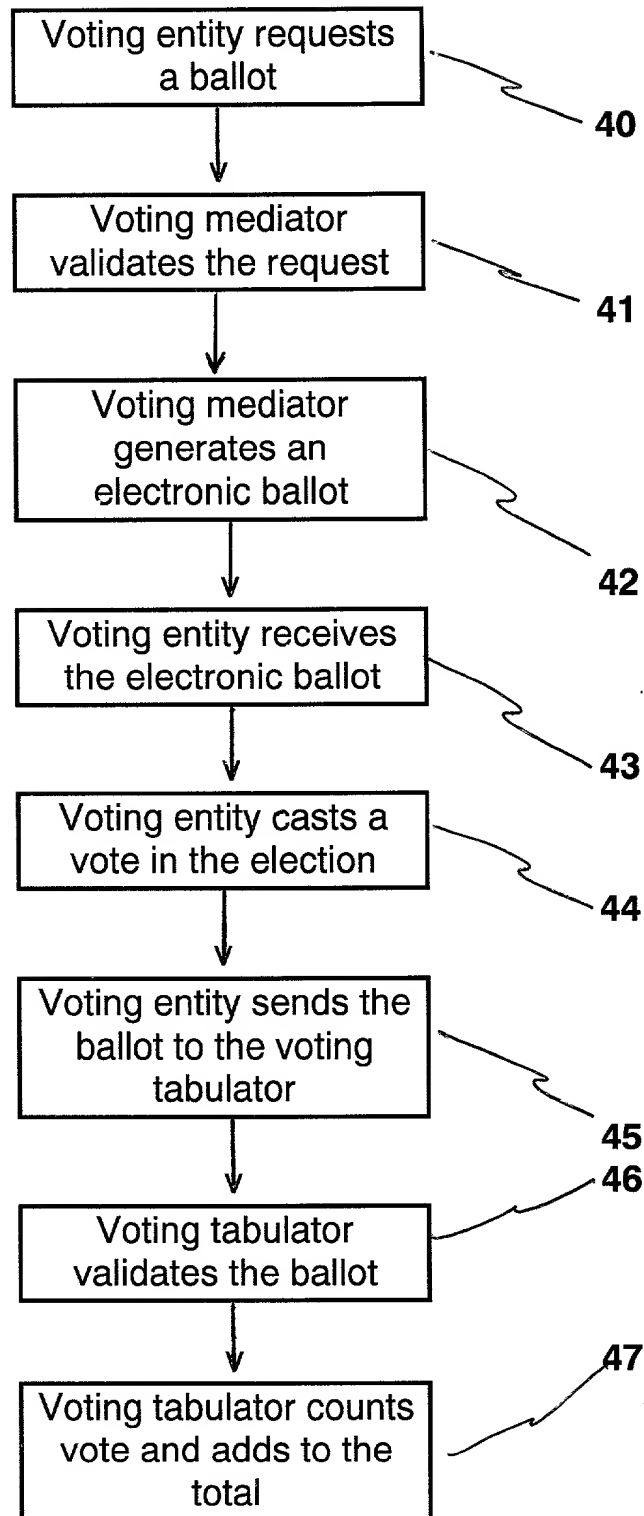 Voting entity requests
a ballot
40
Voting mediator
validates the request
41
Voting mediator
generates an
electronic ballot
42
Voting entity receives
the electronic ballot
43
Voting entity casts a
vote in the election
44
Voting entity sends the
ballot to the voting
tabulator
45
46
Voting tabulator
validates the ballot
47
Voting tabulator counts
vote and adds to the
total